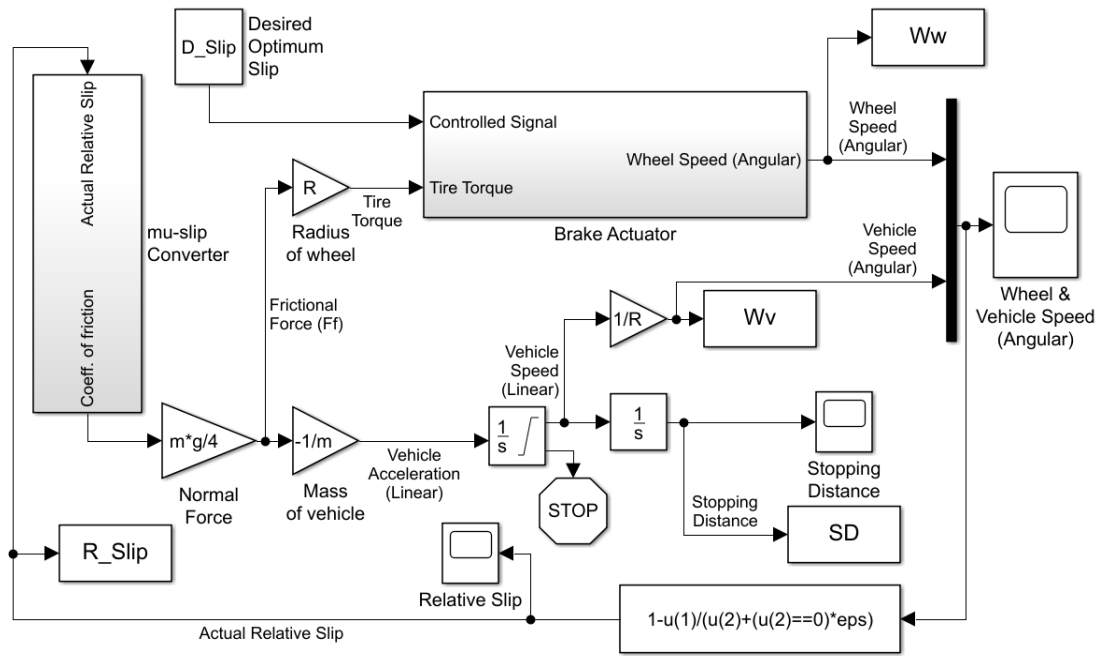 D_Slip
Desired
Optimum
Slip
Ww
Actual Relative Slip
Coeff. of friction
mu-slip
Converter
Controlled Signal
Wheel Speed (Angular)
Tire Torque
Brake Actuator
Wheel
Speed
(Angular)
R
Tire
Torque
Radius
of wheel
Vehicle
Speed
(Angular)
Wheel &
Vehicle Speed
(Angular)
Frictional
Force (Ff)
1/R
Wv
Vehicle
Speed
(Linear)
m*g/4
Normal
Force
-1/m
Mass
of vehicle
Vehicle
Acceleration
(Linear)
1
s
1
s
STOP
Stopping
Distance
Stopping
Distance
SD
R_Slip
Relative Slip
1-u(1)/(u(2)+(u(2)==0)*eps)
Actual Relative Slip